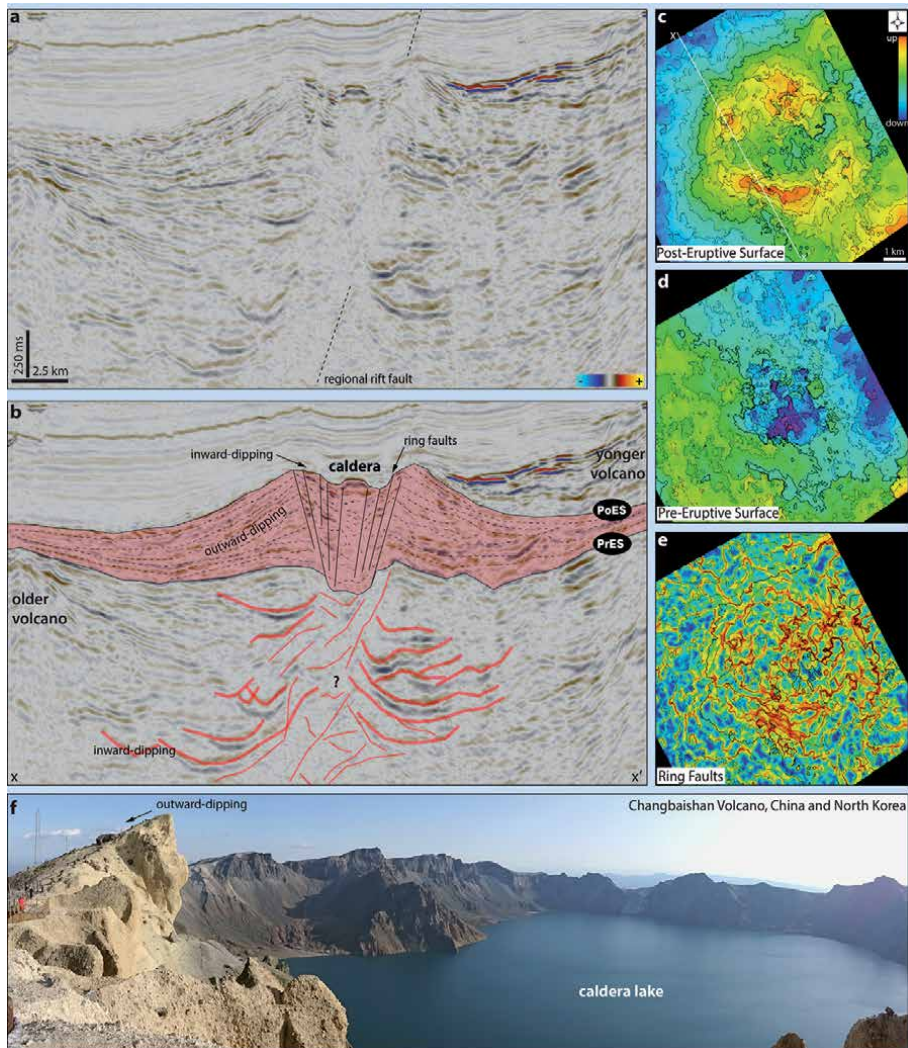 a
250 ms
2.5 km
regional rift fault
-
+
b
inward-dipping
ring faults
caldera
yonger
volcano
outward-dipping
PoES
PrES
older
volcano
?
inward-dipping
x
x'
c
X
up
down
Post-Eruptive Surface
1 km
d
Pre-Eruptive Surface
e
Ring Faults
f
outward-dipping
Changbaishan Volcano, China and North Korea
caldera lake